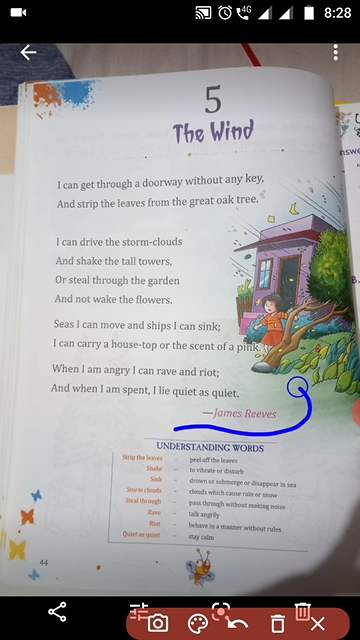 8:28
4G
5
The Wind
I can get through a doorway without any key,
And strip the leaves from the great oak tree.
I can drive the storm-clouds
And shake the tall towers,
Or steal through the garden
And not wake the flowers.
Seas I can move and ships I can sink;
I can carry a house-top or the scent of a pink.
When I am angry I can rave and riot;
And when I am spent, I lie quiet as quiet.
—James Reeves
UNDERSTANDING WORDS
Strip the leaves - peel off the leaves
Shake - to vibrate or disturb
Sink - drown or submerge or disappear in sea
Storm clouds - clouds which cause rain or snow
Steal through - pass through without making noise
Rave - talk angrily
Riot - behave in a manner without rules
Quiet as quiet - stay calm
44
B.